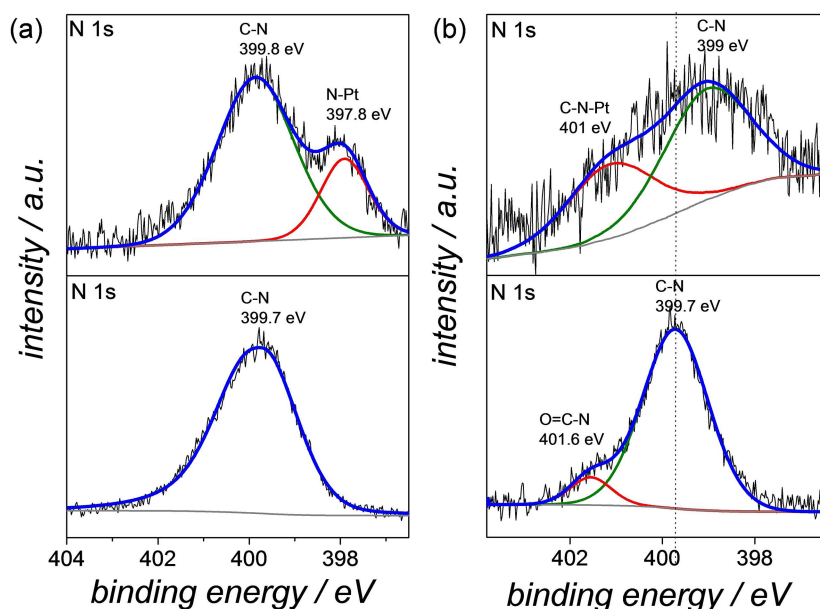 (a)
N 1s
C-N
399.8 eV
N-Pt
397.8 eV
N 1s
C-N
399.7 eV
intensity / a.u.
404 402 400 398
binding energy / eV
(b)
N 1s
C-N
399 eV
C-N-Pt
401 eV
N 1s
C-N
399.7 eV
O=C-N
401.6 eV
intensity / a.u.
402 400 398
binding energy / eV